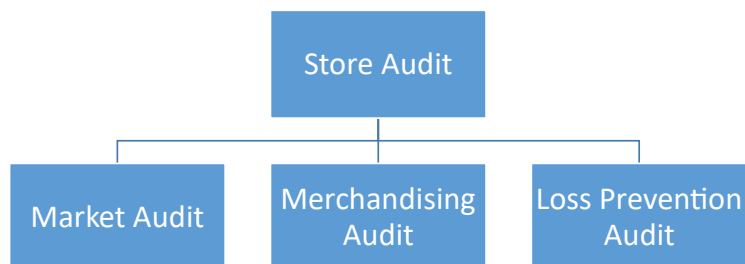 Store Audit
Market Audit
Merchandising
Audit
Loss Prevention
Audit